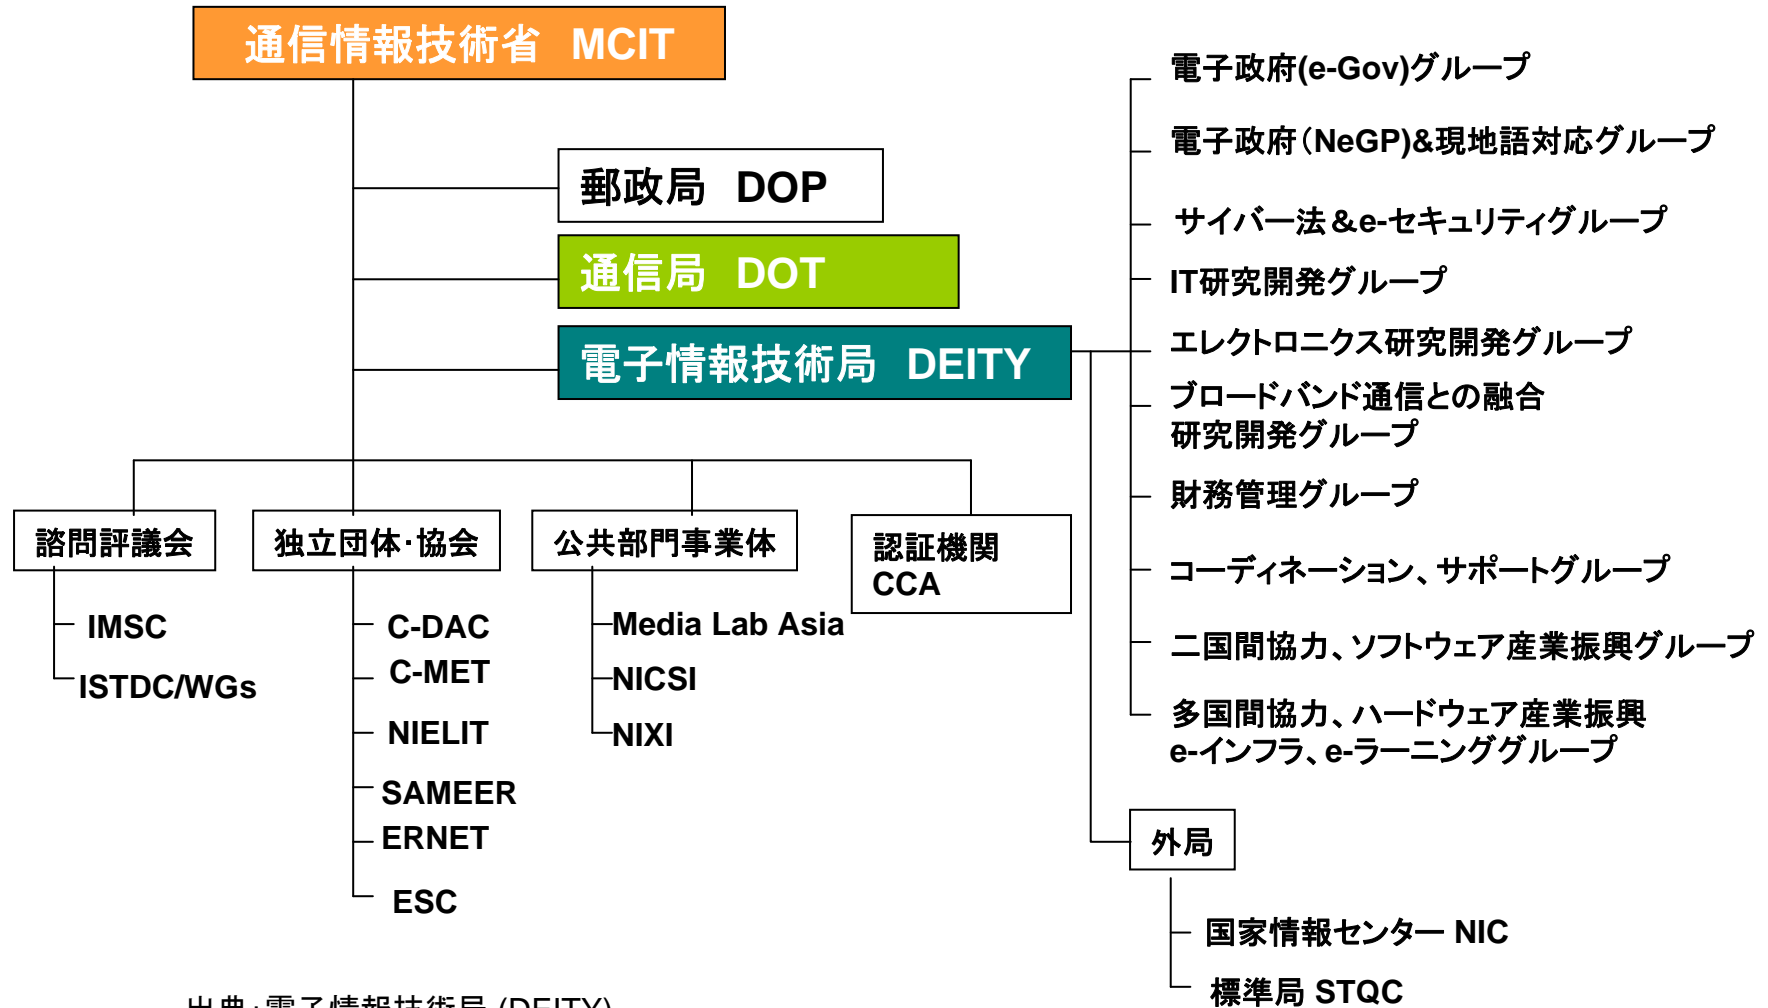 通信情報技術省 MCIT
郵政局 DOP
通信局 DOT
電子情報技術局 DEITY
諮問評議会
IMSC
ISTDC/WGs
独立団体・協会
C-DAC
C-MET
NIELIT
SAMEER
ERNET
ESC
公共部門事業体
Media Lab Asia
NICSI
NIXI
認証機関
CCA
電子政府(e-Gov)グループ
電子政府（NeGP)&現地語対応グループ
サイバー法＆e-セキュリティグループ
IT研究開発グループ
エレクトロニクス研究開発グループ
ブロードバンド通信との融合
研究開発グループ
財務管理グループ
コーディネーション、サポートグループ
二国間協力、ソフトウェア産業振興グループ
多国間協力、ハードウェア産業振興
e-インフラ、e-ラーニンググループ
外局
国家情報センター NIC
標準局 STQC
出典：電子情報技術局 (DEITY)